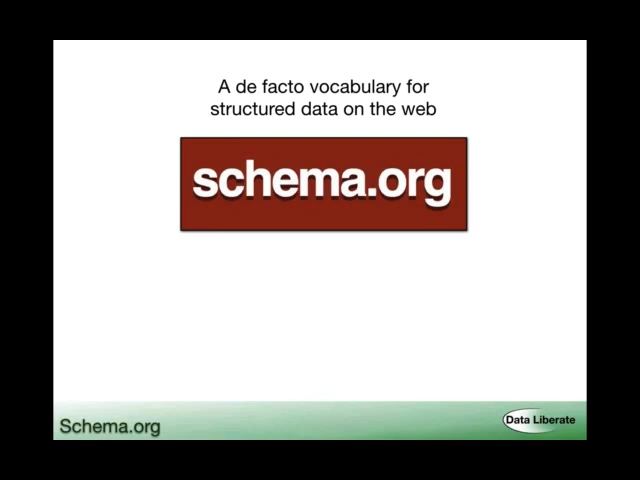 A de facto vocabulary for
structured data on the web
schema.org
Schema.org
Data Liberate